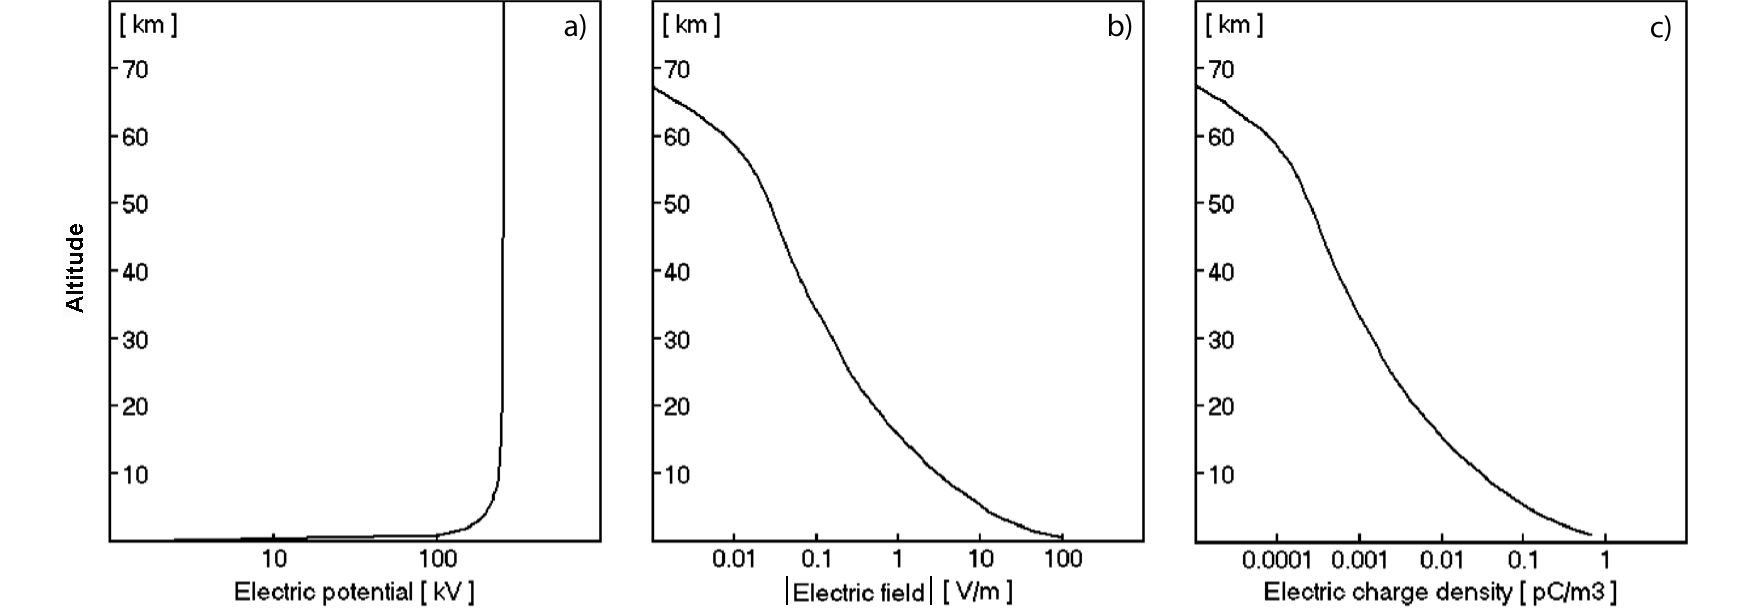 [ km ]
a)
70
60
50
40
30
20
10
10 100
Electric potential [ kV ]
Altitude
[ km ]
b)
70
60
50
40
30
20
10
0.01 0.1 1 10 100
|Electric field| [ V/m ]
[ km ]
c)
70
60
50
40
30
20
10
0.0001 0.001 0.01 0.1 1
Electric charge density [ pC/m3 ]